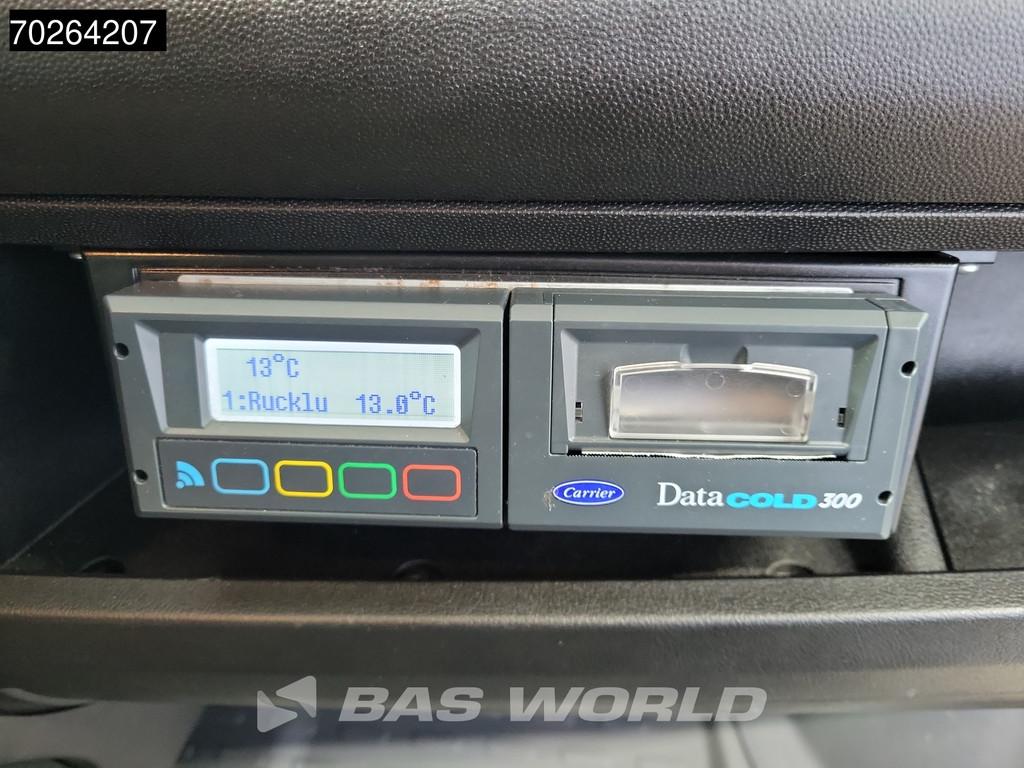 70264207
13°C
1:Rucklu 13.0°C
Carrier
DataCOLD300
BAS WORLD